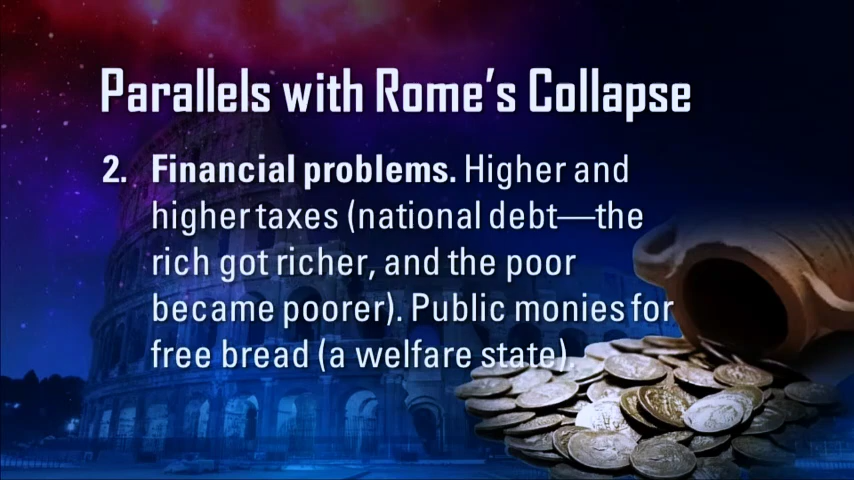 Parallels with Rome's Collapse
2. Financial problems. Higher and
higher taxes (national debt—the
rich got richer, and the poor
became poorer). Public monies for
free bread (a welfare state).